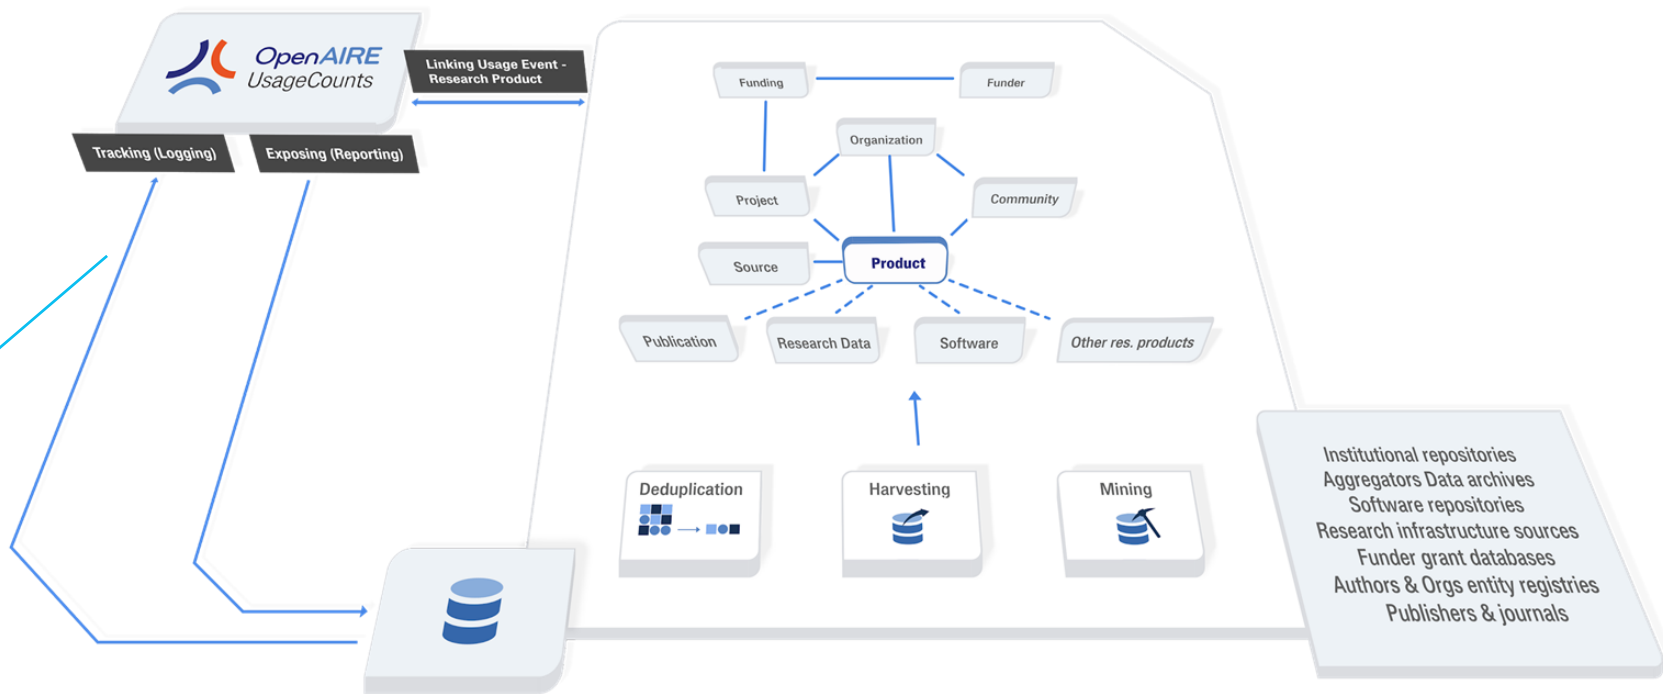 OpenAIRE
UsageCounts
Linking Usage Event -
Research Product
Tracking (Logging)
Exposing (Reporting)
Funding
Funder
Organization
Project
Community
Source
Product
Publication
Research Data
Software
Other res. products
Deduplication
Harvesting
Mining
Institutional repositories
Aggregators Data archives
Software repositories
Research infrastructure sources
Funder grant databases
Authors & Orgs entity registries
Publishers & journals